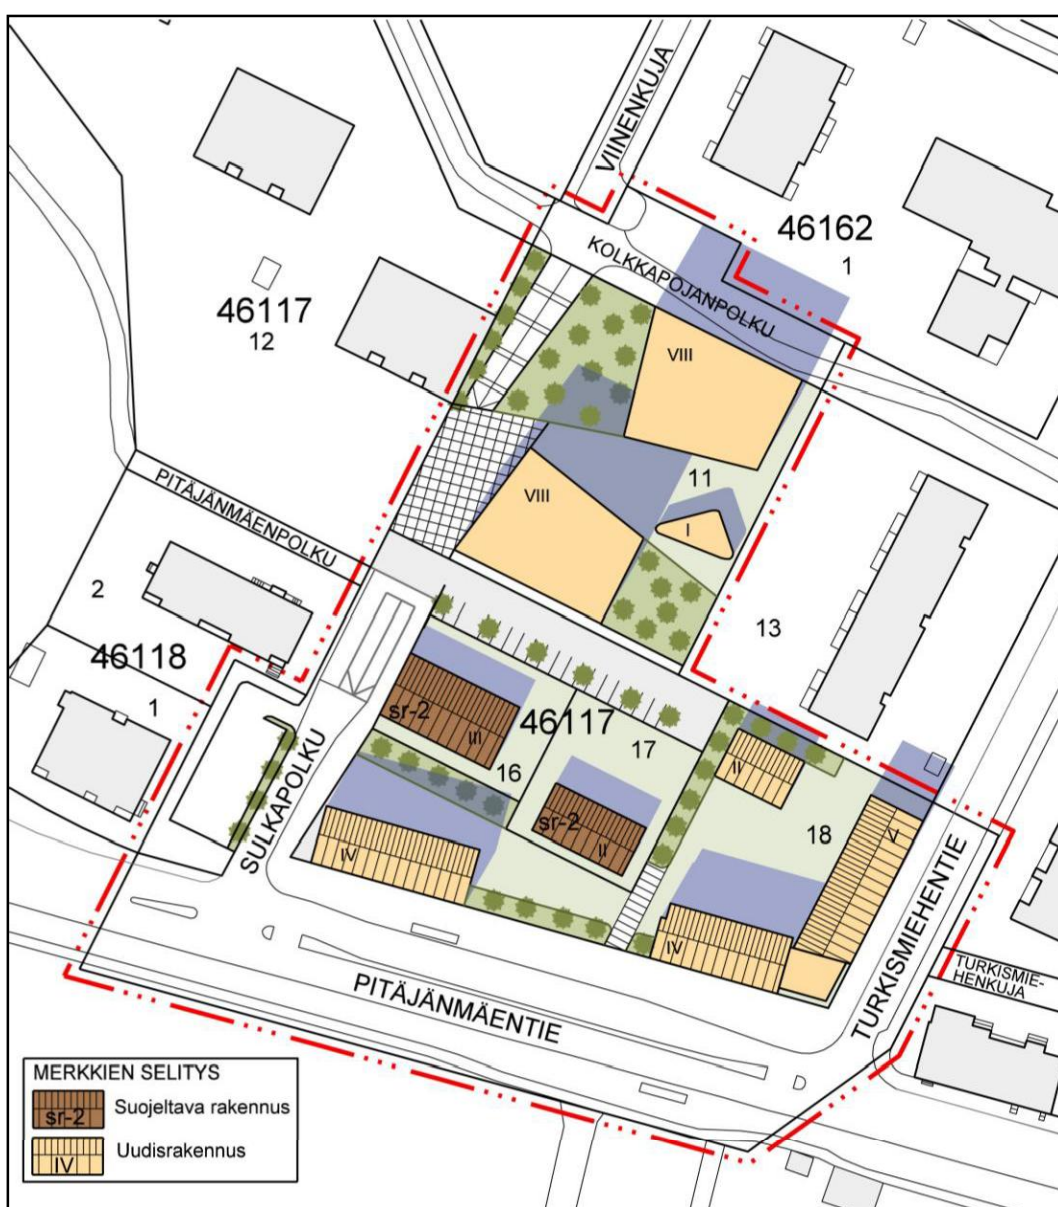 VIINENKUJA
46162
1
KOLKKAPOJANPOLKU
46117
12
VIII
11
VIII
I
PITÄJÄNMÄENPOLKU
2
13
46118
1
sr-2
III
46117
17
16
II
sr-2
II
18
V
SULKAPOLKU
IV
IV
TURKISMIEHENTIE
TURKISMIE-
HENKUJA
PITÄJÄNMÄENTIE
MERKKIEN SELITYS
sr-2
Suojeltava rakennus
IV
Uudisrakennus